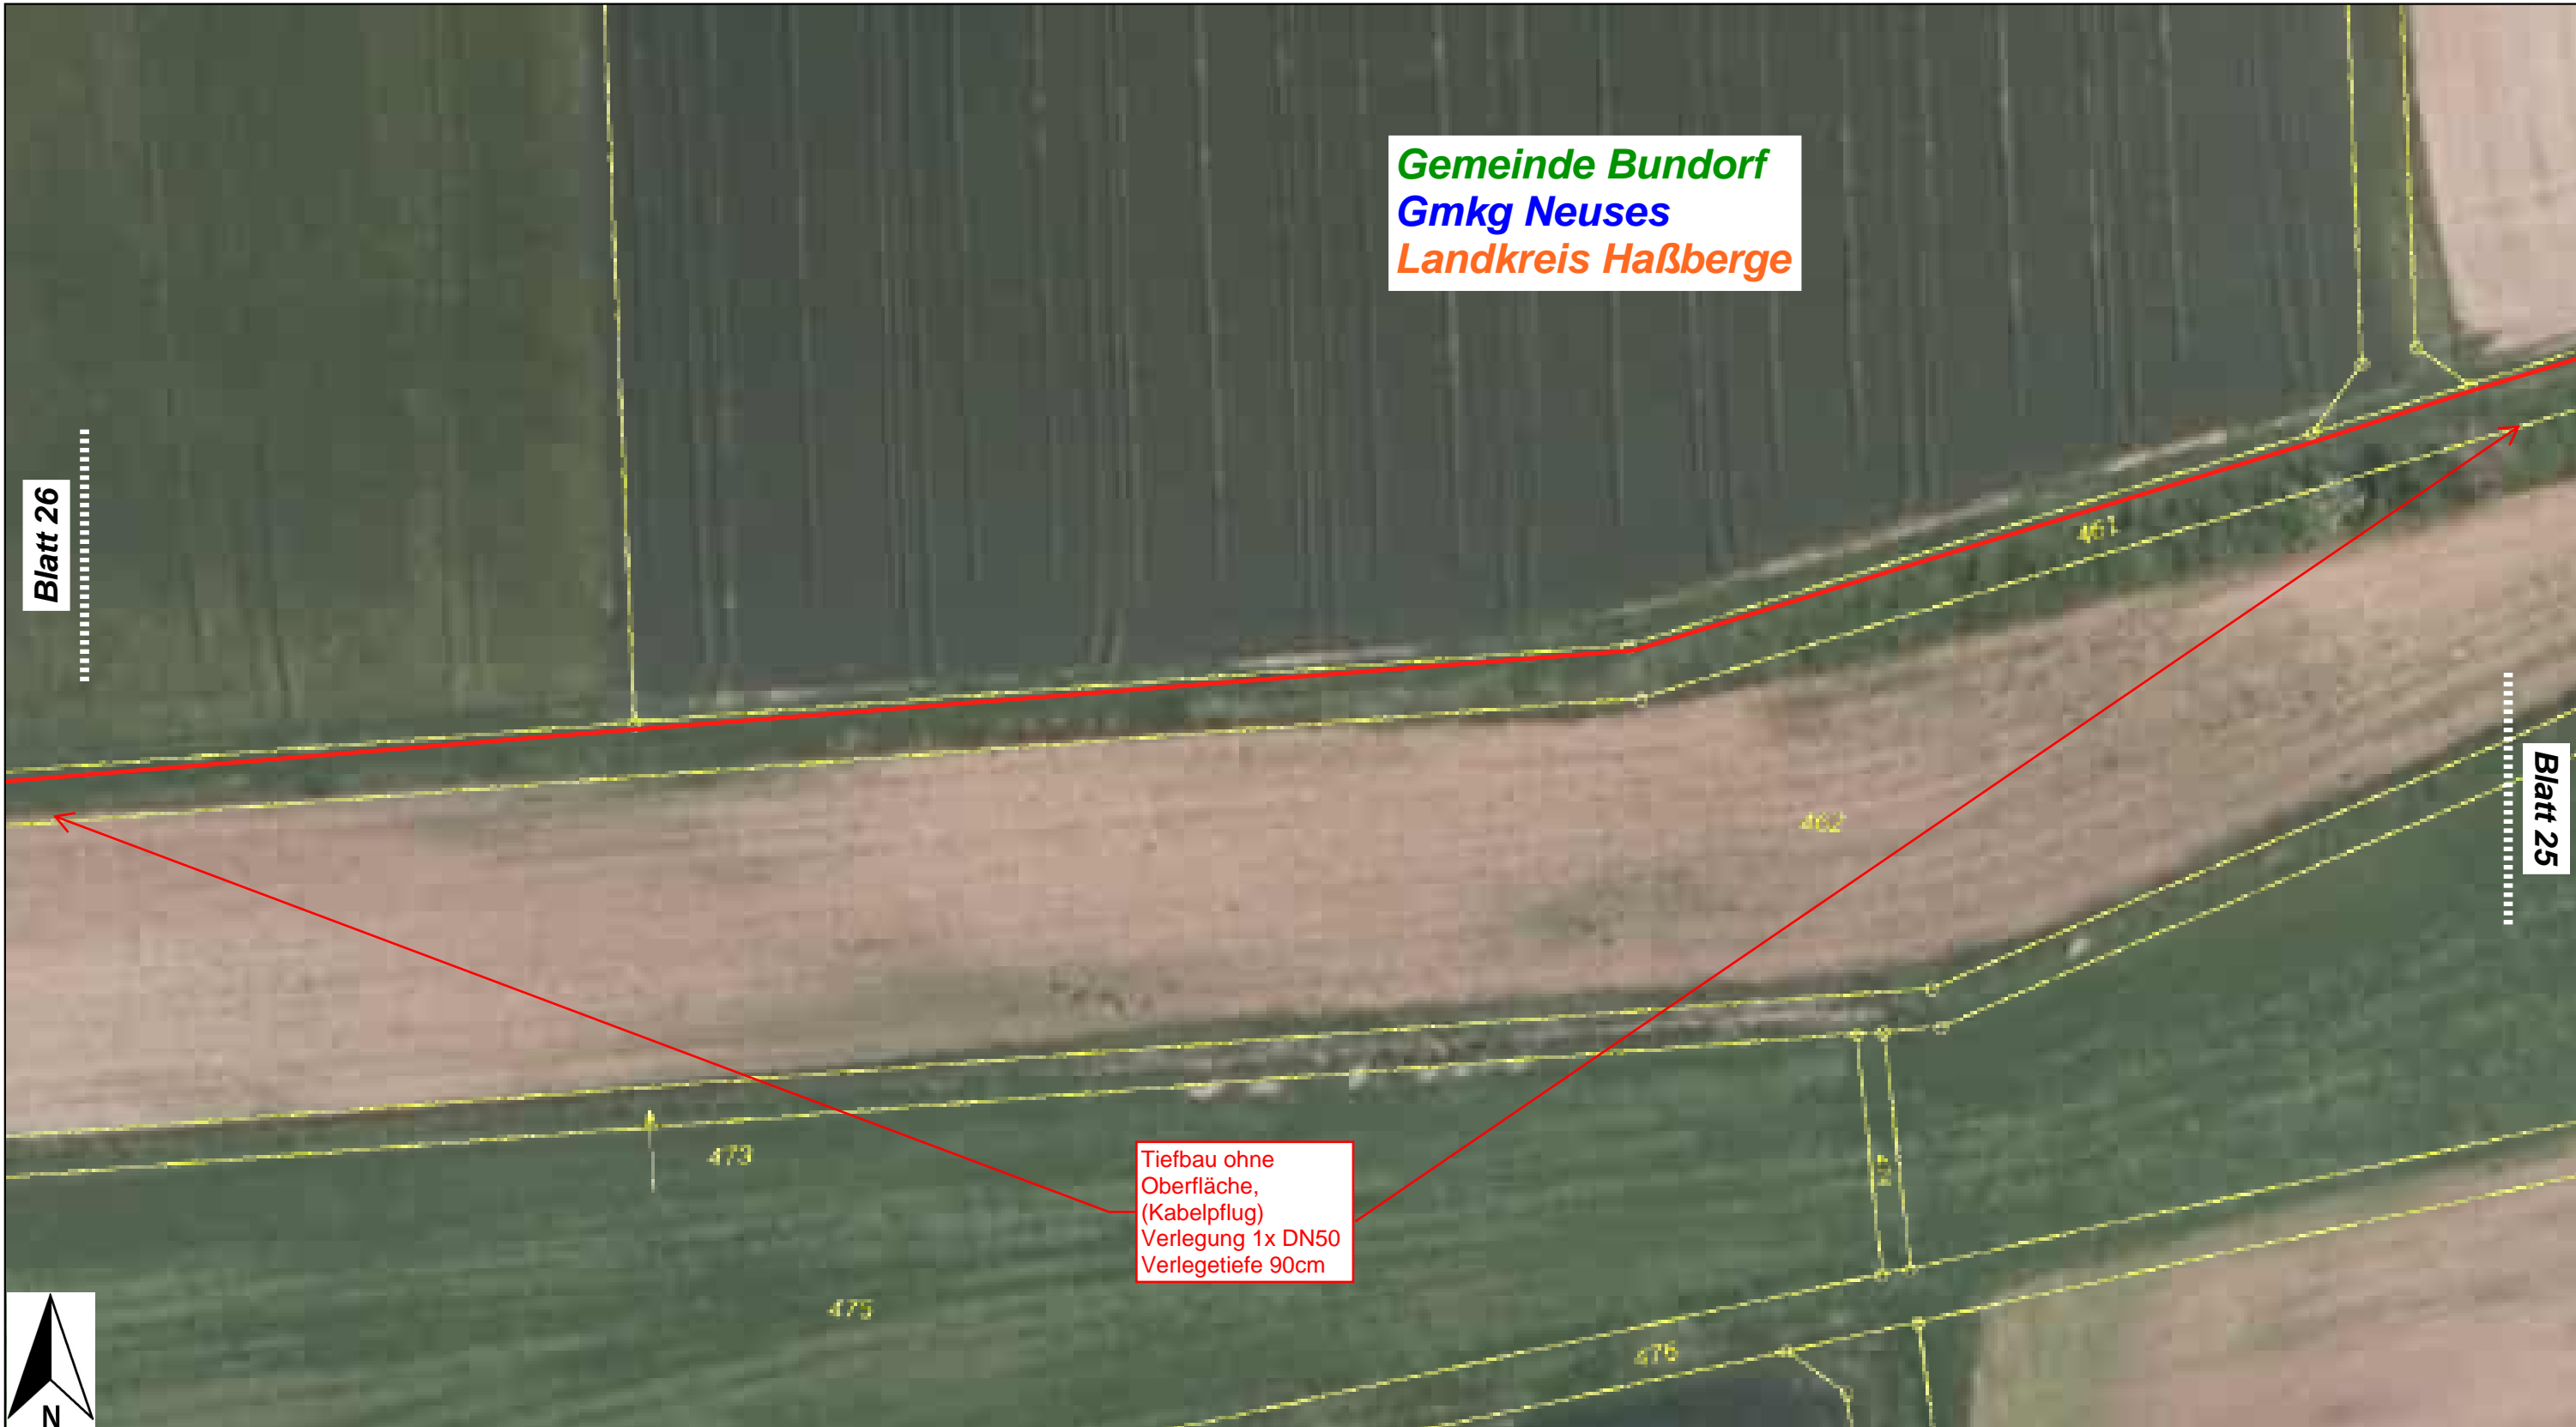 Gemeinde Bundorf
Gmkg Neuses
Landkreis Haßberge
Blatt 26
461
462
Blatt 25
473
Tiefbau ohne
Oberfläche,
(Kabelpflug)
Verlegung 1x DN50
Verlegetiefe 90cm
475
476
N